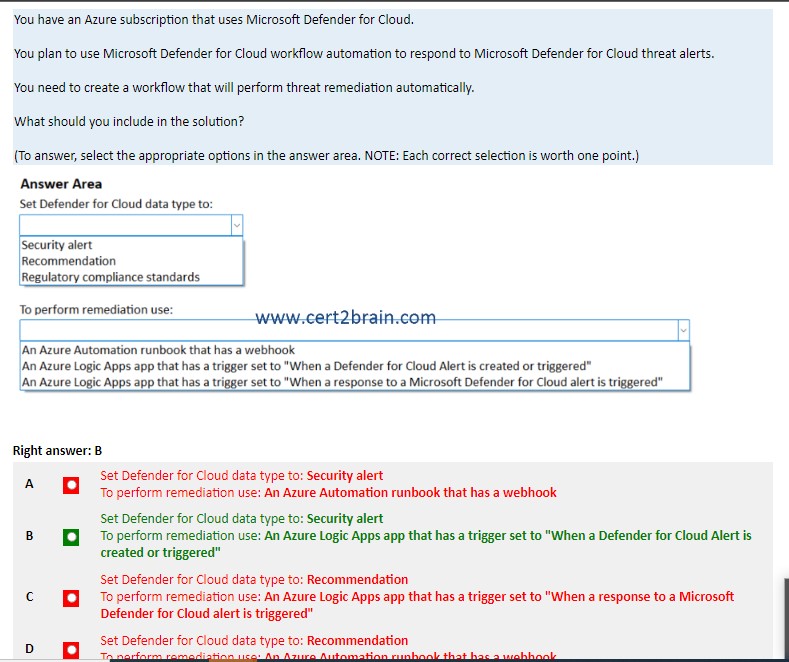 You have an Azure subscription that uses Microsoft Defender for Cloud.
You plan to use Microsoft Defender for Cloud workflow automation to respond to Microsoft Defender for Cloud threat alerts.
You need to create a workflow that will perform threat remediation automatically.
What should you include in the solution?
(To answer, select the appropriate options in the answer area. NOTE: Each correct selection is worth one point.)
Answer Area
Set Defender for Cloud data type to:
Security alert
Recommendation
Regulatory compliance standards
To perform remediation use:
www.cert2brain.com
An Azure Automation runbook that has a webhook
An Azure Logic Apps app that has a trigger set to "When a Defender for Cloud Alert is created or triggered"
An Azure Logic Apps app that has a trigger set to "When a response to a Microsoft Defender for Cloud alert is triggered"
Right answer: B
A
Set Defender for Cloud data type to: Security alert
To perform remediation use: An Azure Automation runbook that has a webhook
B
Set Defender for Cloud data type to: Security alert
To perform remediation use: An Azure Logic Apps app that has a trigger set to "When a Defender for Cloud Alert is
created or triggered"
C
Set Defender for Cloud data type to: Recommendation
To perform remediation use: An Azure Logic Apps app that has a trigger set to "When a response to a Microsoft
Defender for Cloud alert is triggered"
D
Set Defender for Cloud data type to: Recommendation
To perform remediation use: An Azure Automation runbook that has a webhook